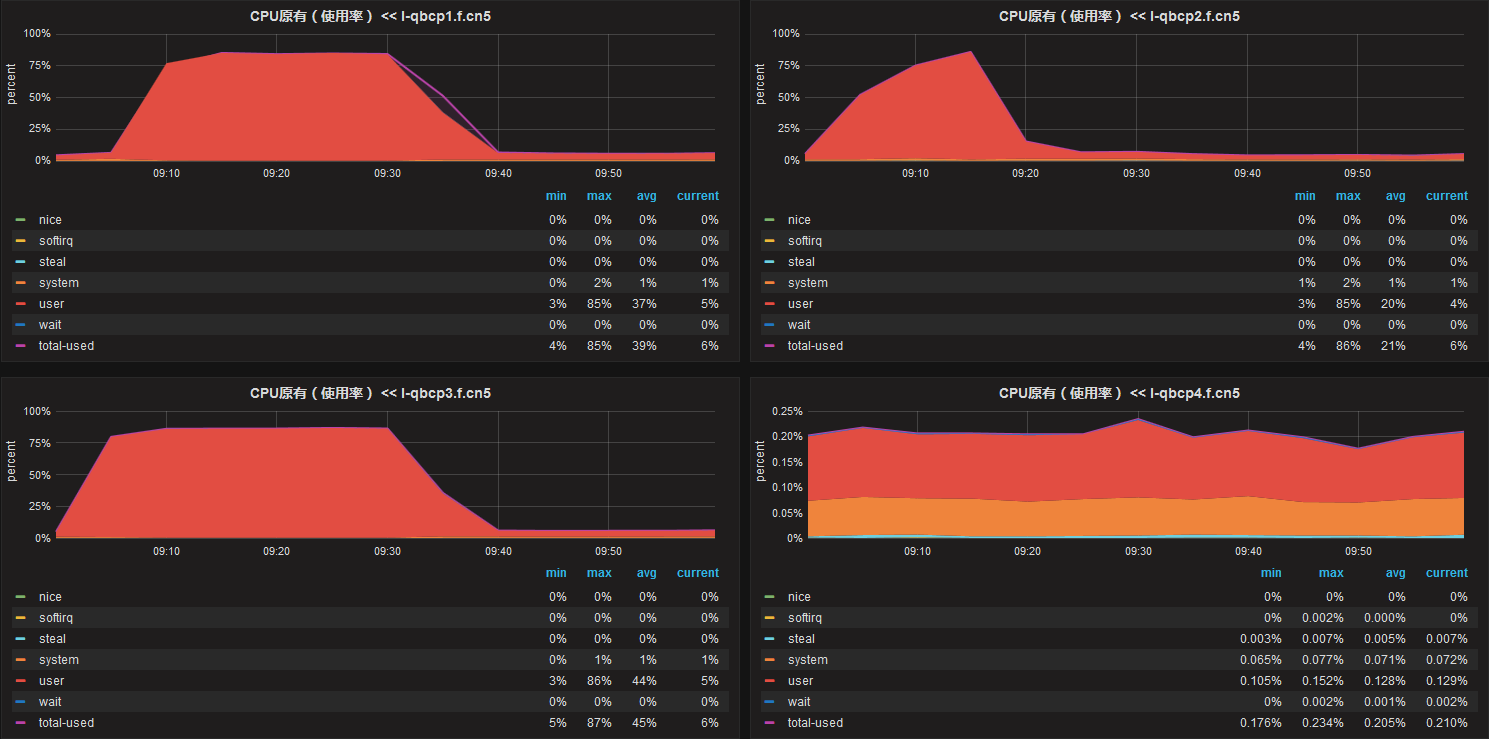 CPU原有（使用率） << l-qbcp1.f.cn5
percent
100%
75%
50%
25%
0%
09:10 09:20 09:30 09:40 09:50
min max avg current
nice 0% 0% 0% 0%
softirq 0% 0% 0% 0%
steal 0% 0% 0% 0%
system 0% 2% 1% 1%
user 3% 85% 37% 5%
wait 0% 0% 0% 0%
total-used 4% 85% 39% 6%
CPU原有（使用率） << l-qbcp2.f.cn5
percent
100%
75%
50%
25%
0%
09:10 09:20 09:30 09:40 09:50
min max avg current
nice 0% 0% 0% 0%
softirq 0% 0% 0% 0%
steal 0% 0% 0% 0%
system 1% 2% 1% 1%
user 3% 85% 20% 4%
wait 0% 0% 0% 0%
total-used 4% 86% 21% 6%
CPU原有（使用率） << l-qbcp3.f.cn5
percent
100%
75%
50%
25%
0%
09:10 09:20 09:30 09:40 09:50
min max avg current
nice 0% 0% 0% 0%
softirq 0% 0% 0% 0%
steal 0% 0% 0% 0%
system 0% 1% 1% 1%
user 3% 86% 44% 5%
wait 0% 0% 0% 0%
total-used 5% 87% 45% 6%
CPU原有（使用率） << l-qbcp4.f.cn5
percent
0.25%
0.20%
0.15%
0.10%
0.05%
0%
09:10 09:20 09:30 09:40 09:50
min max avg current
nice 0% 0% 0% 0%
softirq 0% 0.002% 0.000% 0%
steal 0.003% 0.007% 0.005% 0.007%
system 0.065% 0.077% 0.071% 0.072%
user 0.105% 0.152% 0.128% 0.129%
wait 0% 0.002% 0.001% 0.002%
total-used 0.176% 0.234% 0.205% 0.210%